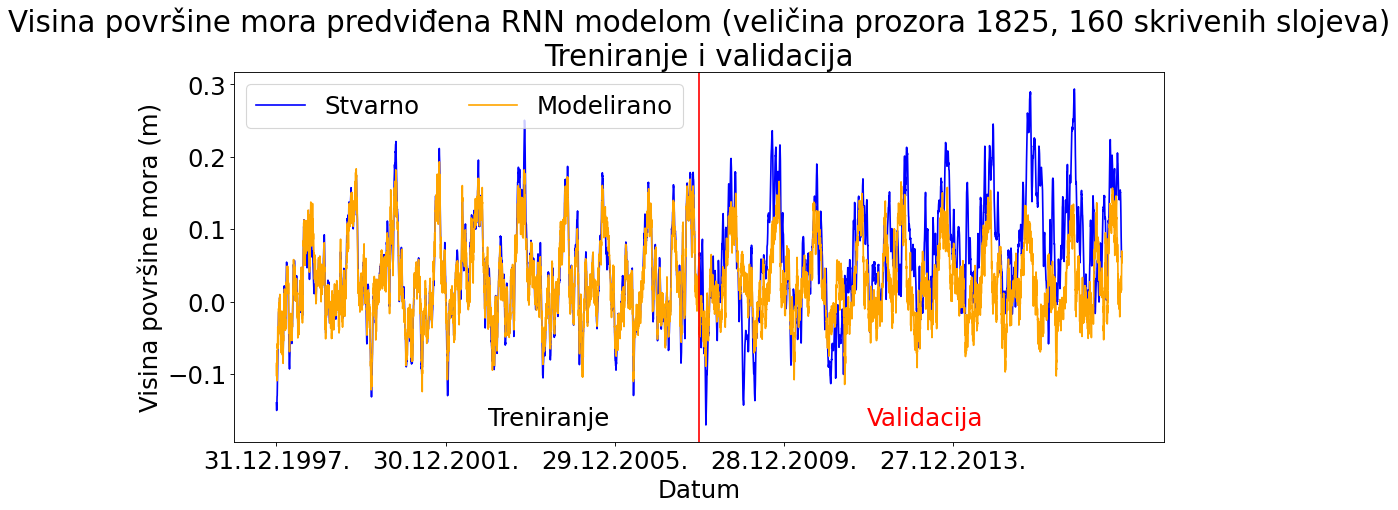 Visina površine mora predviđena RNN modelom (veličina prozora 1825, 160 skrivenih slojeva)
Treniranje i validacija
Stvarno
Modelirano
Visina površine mora (m)
0.3
0.2
0.1
0.0
−0.1
Treniranje
Validacija
31.12.1997.
30.12.2001.
29.12.2005.
28.12.2009.
27.12.2013.
Datum